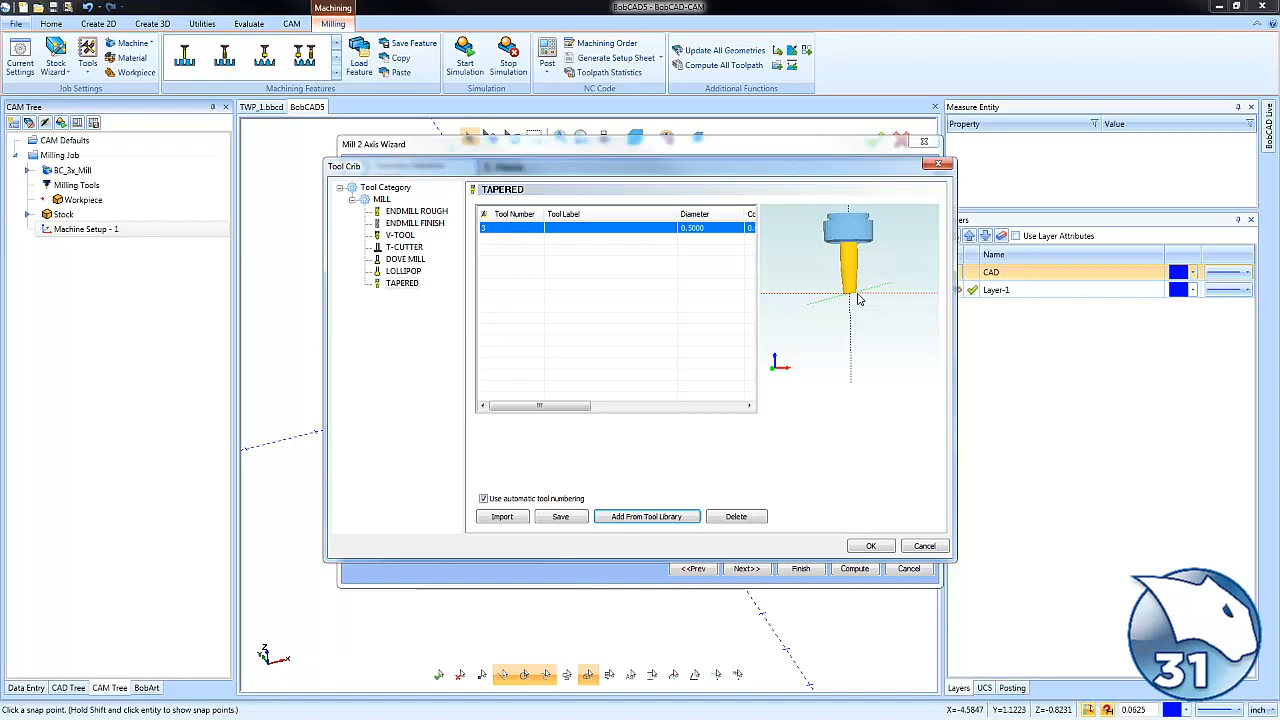 BobCAD5 - BobCAD-CAM
Machining
File Home Create 2D Create 3D Utilities Evaluate CAM Milling
Current Settings
Stock Wizard
Tools
Machine
Material
Workpiece
Job Settings
Load Feature
Save Feature
Copy
Paste
Machining Features
Start Simulation
Stop Simulation
Simulation
Post
Machining Order
Generate Setup Sheet
Toolpath Statistics
NC Code
Update All Geometries
Compute All Toolpath
Additional Functions
CAM Tree
CAM Defaults
Milling Job
BC_3x_Mill
Milling Tools
Workpiece
Stock
Machine Setup - 1
TWP_1.bbcd BobCAD5
Mill 2 Axis Wizard
Tool Crib
Tool Category
MILL
ENDMILL ROUGH
ENDMILL FINISH
V-TOOL
T-CUTTER
DOVE MILL
LOLLIPOP
TAPERED
TAPERED
Tool Number Tool Label Diameter
3 0.5000 0.
Use automatic tool numbering
Import Save Add From Tool Library Delete
OK Cancel
<<Prev Next>> Finish Compute Cancel
Measure Entity
Property Value
BobCAD Live
Use Layer Attributes
Name
CAD
Layer-1
Z
X
31
Data Entry CAD Tree CAM Tree BobArt
Layers UCS Posting
Click a snap point. (Hold Shift and click entity to show snap points.)
X=-4.5847 Y=1.1223 Z=-0.8231 0.0625 inch